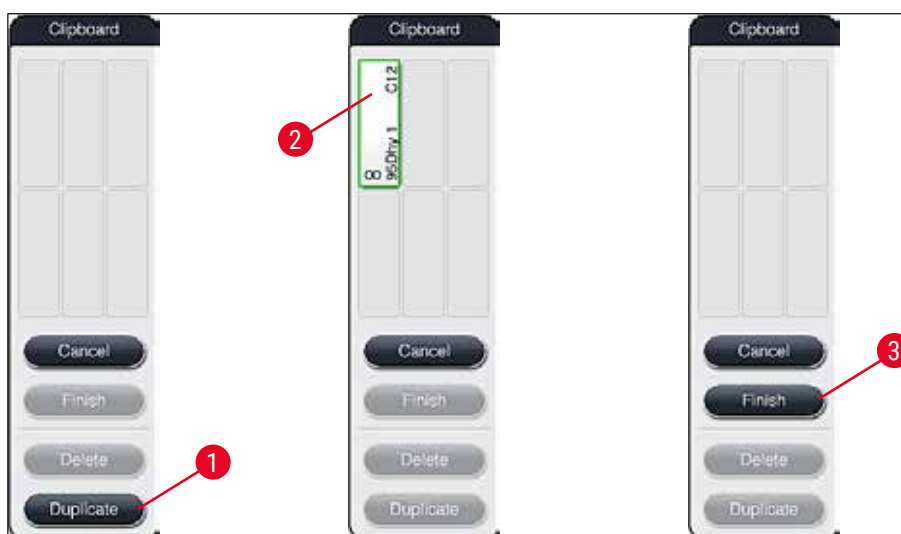 Clipboard
Cancel
Finish
Delete
Duplicate
1
Clipboard
C12
95Dhy 1
00
2
Cancel
Finish
Delete
Duplicate
Clipboard
Cancel
Finish
3
Delete
Duplicate